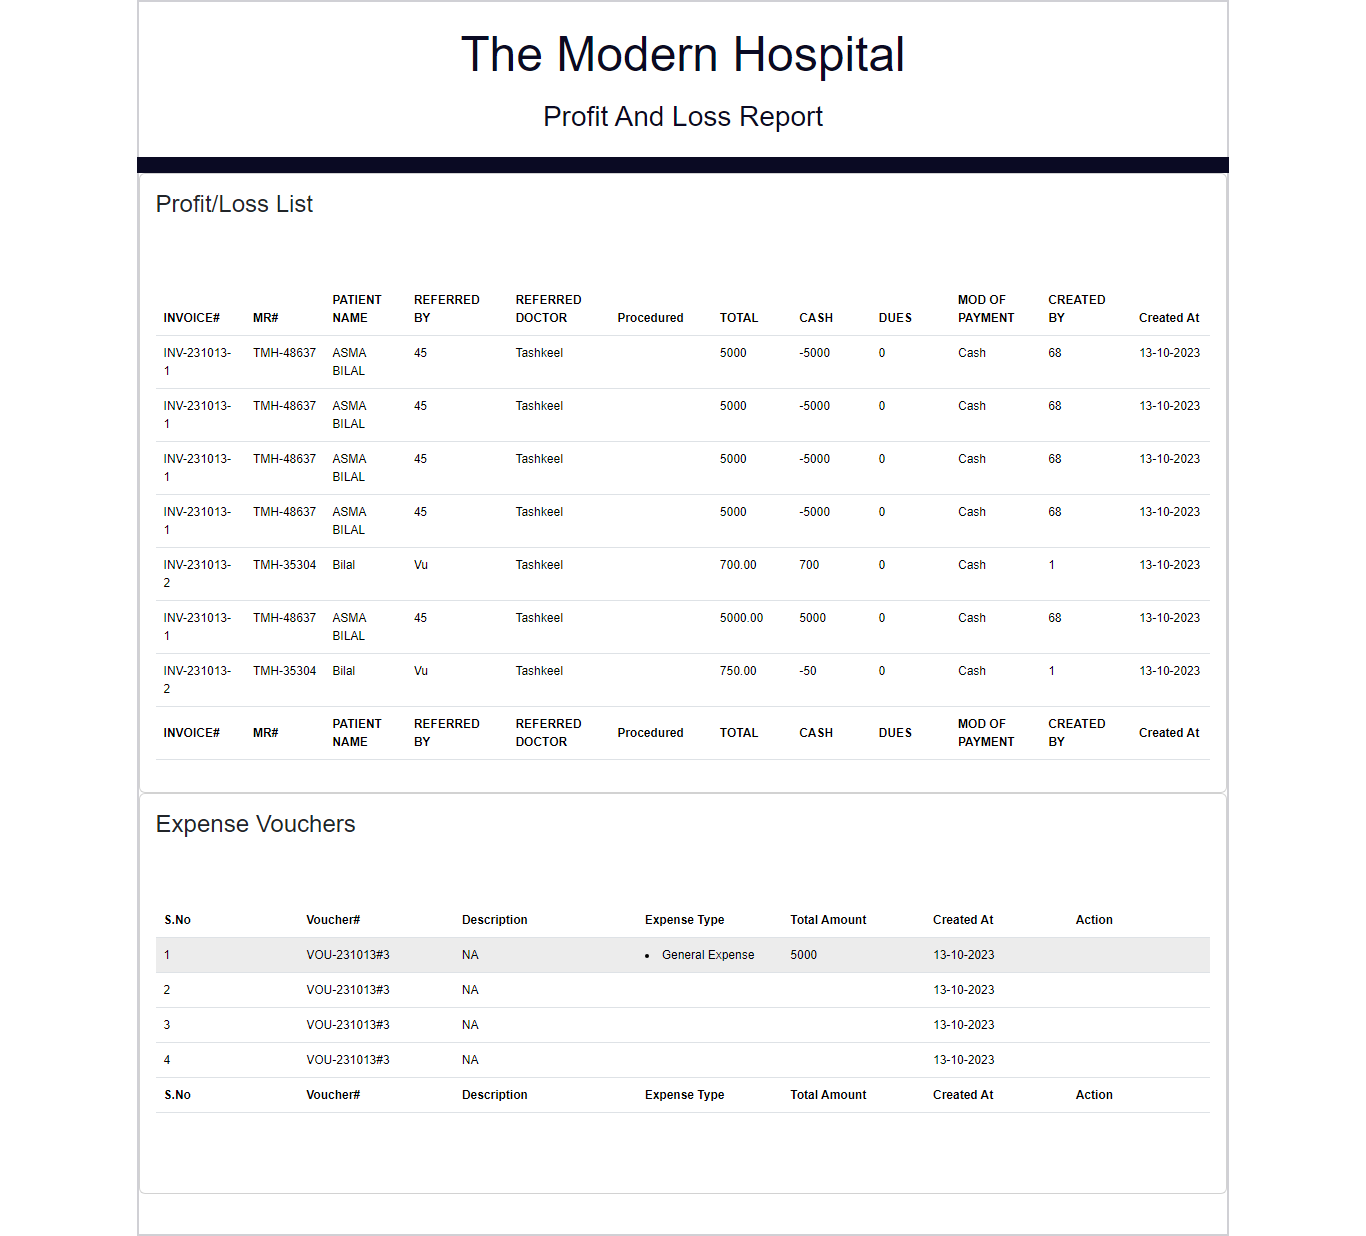 The Modern Hospital
Profit And Loss Report
Profit/Loss List
INVOICE# MR# PATIENT NAME REFERRED BY REFERRED DOCTOR Procedured TOTAL CASH DUES MOD OF PAYMENT CREATED BY Created At
INV-231013-1 TMH-48637 ASMA BILAL 45 Tashkeel 5000 -5000 0 Cash 68 13-10-2023
INV-231013-1 TMH-48637 ASMA BILAL 45 Tashkeel 5000 -5000 0 Cash 68 13-10-2023
INV-231013-1 TMH-48637 ASMA BILAL 45 Tashkeel 5000 -5000 0 Cash 68 13-10-2023
INV-231013-1 TMH-48637 ASMA BILAL 45 Tashkeel 5000 -5000 0 Cash 68 13-10-2023
INV-231013-2 TMH-35304 Bilal Vu Tashkeel 700.00 700 0 Cash 1 13-10-2023
INV-231013-1 TMH-48637 ASMA BILAL 45 Tashkeel 5000.00 5000 0 Cash 68 13-10-2023
INV-231013-2 TMH-35304 Bilal Vu Tashkeel 750.00 -50 0 Cash 1 13-10-2023
INVOICE# MR# PATIENT NAME REFERRED BY REFERRED DOCTOR Procedured TOTAL CASH DUES MOD OF PAYMENT CREATED BY Created At
Expense Vouchers
S.No Voucher# Description Expense Type Total Amount Created At Action
1 VOU-231013#3 NA • General Expense 5000 13-10-2023
2 VOU-231013#3 NA 13-10-2023
3 VOU-231013#3 NA 13-10-2023
4 VOU-231013#3 NA 13-10-2023
S.No Voucher# Description Expense Type Total Amount Created At Action